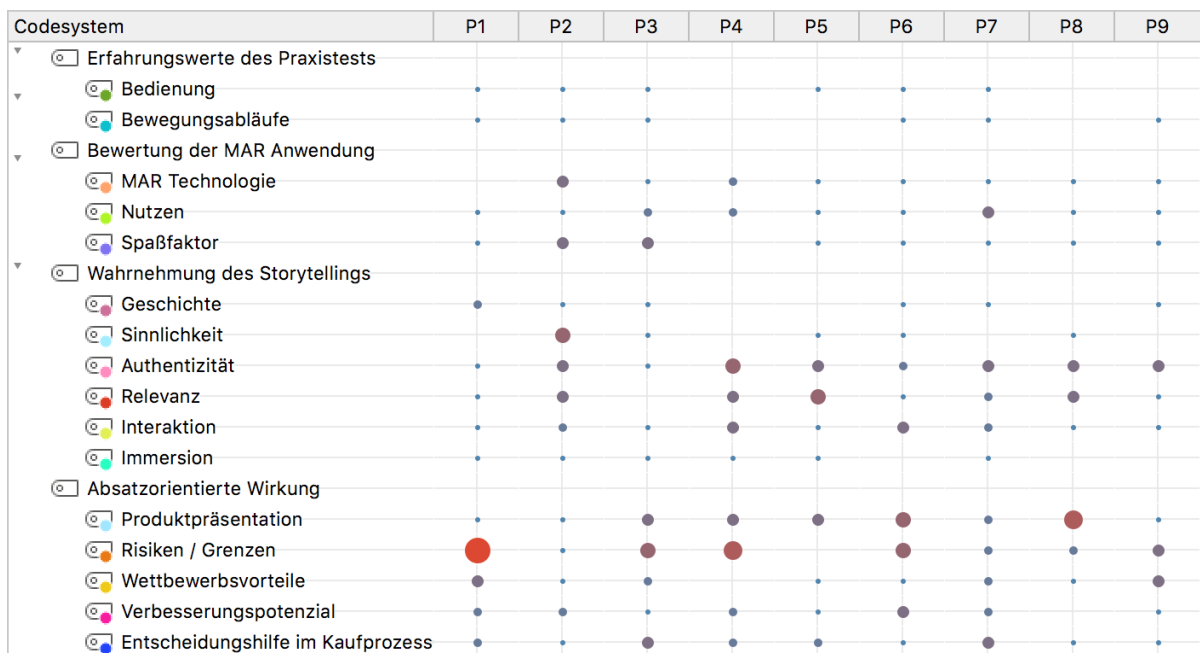 Codesystem P1 P2 P3 P4 P5 P6 P7 P8 P9
Erfahrungswerte des Praxistests
Bedienung
Bewegungsabläufe
Bewertung der MAR Anwendung
MAR Technologie
Nutzen
Spaßfaktor
Wahrnehmung des Storytellings
Geschichte
Sinnlichkeit
Authentizität
Relevanz
Interaktion
Immersion
Absatzorientierte Wirkung
Produktpräsentation
Risiken / Grenzen
Wettbewerbsvorteile
Verbesserungspotenzial
Entscheidungshilfe im Kaufprozess